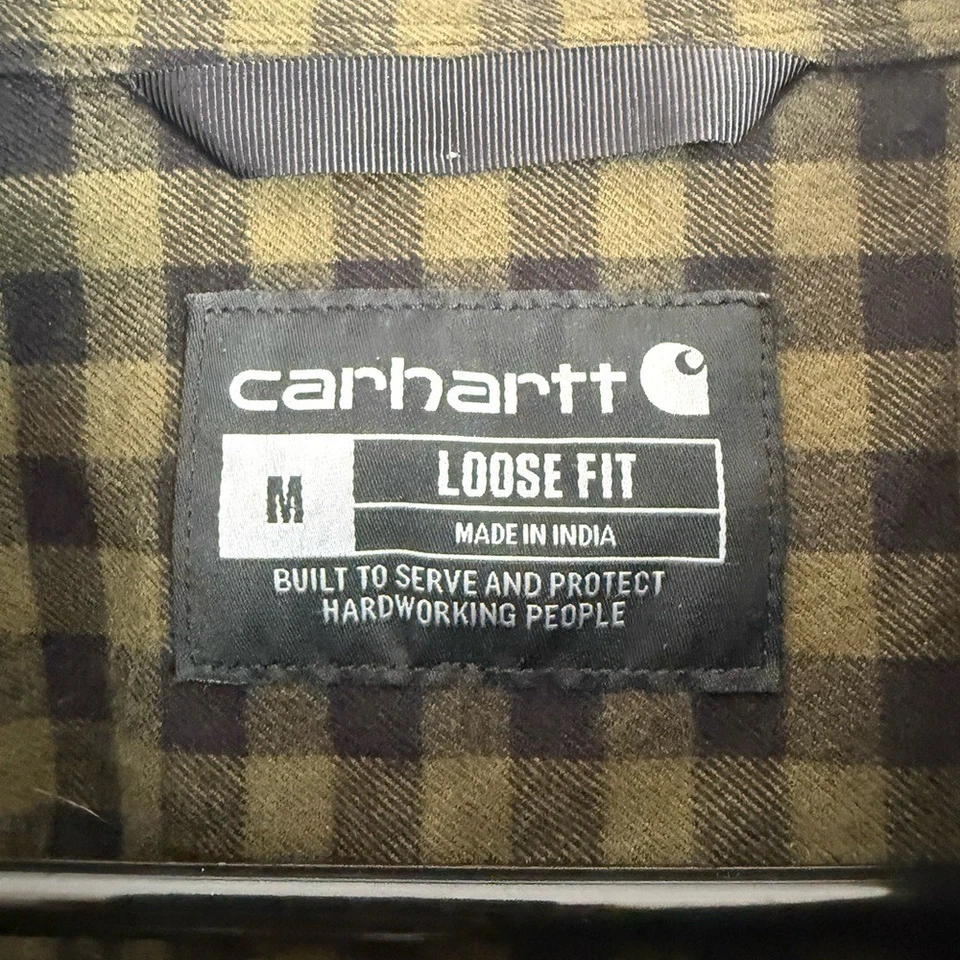 carhartt
M
LOOSE FIT
MADE IN INDIA
BUILT TO SERVE AND PROTECT
HARDWORKING PEOPLE